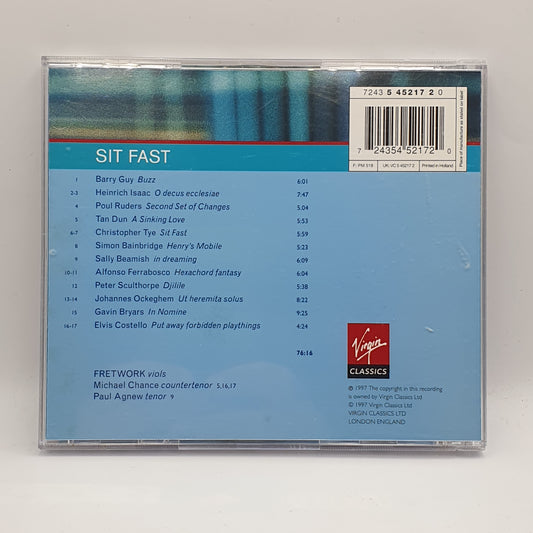 7243 5 45217 2 0
7 24354 52172 0
F: PM 518 UK: VC 5 45217 2 Printed in Holland
Place of manufacture as stated on label
SIT FAST
1 Barry Guy Buzz 6:01
2-3 Heinrich Isaac O decus ecclesiae 7:47
4 Poul Ruders Second Set of Changes 5:04
5 Tan Dun A Sinking Love 5:53
6-7 Christopher Tye Sit Fast 5:59
8 Simon Bainbridge Henry's Mobile 5:23
9 Sally Beamish in dreaming 6:09
10-11 Alfonso Ferrabosco Hexachord fantasy 6:04
12 Peter Sculthorpe Djilile 5:38
13-14 Johannes Ockeghem Ut heremita solus 8:22
15 Gavin Bryars In Nomine 9:25
16-17 Elvis Costello Put away forbidden playthings 4:24
76:16
FRETWORK viols
Michael Chance countertenor 5,16,17
Paul Agnew tenor 9
Virgin
CLASSICS
℗ 1997 The copyright in this recording
is owned by Virgin Classics Ltd
© 1997 Virgin Classics Ltd
VIRGIN CLASSICS LTD
LONDON ENGLAND